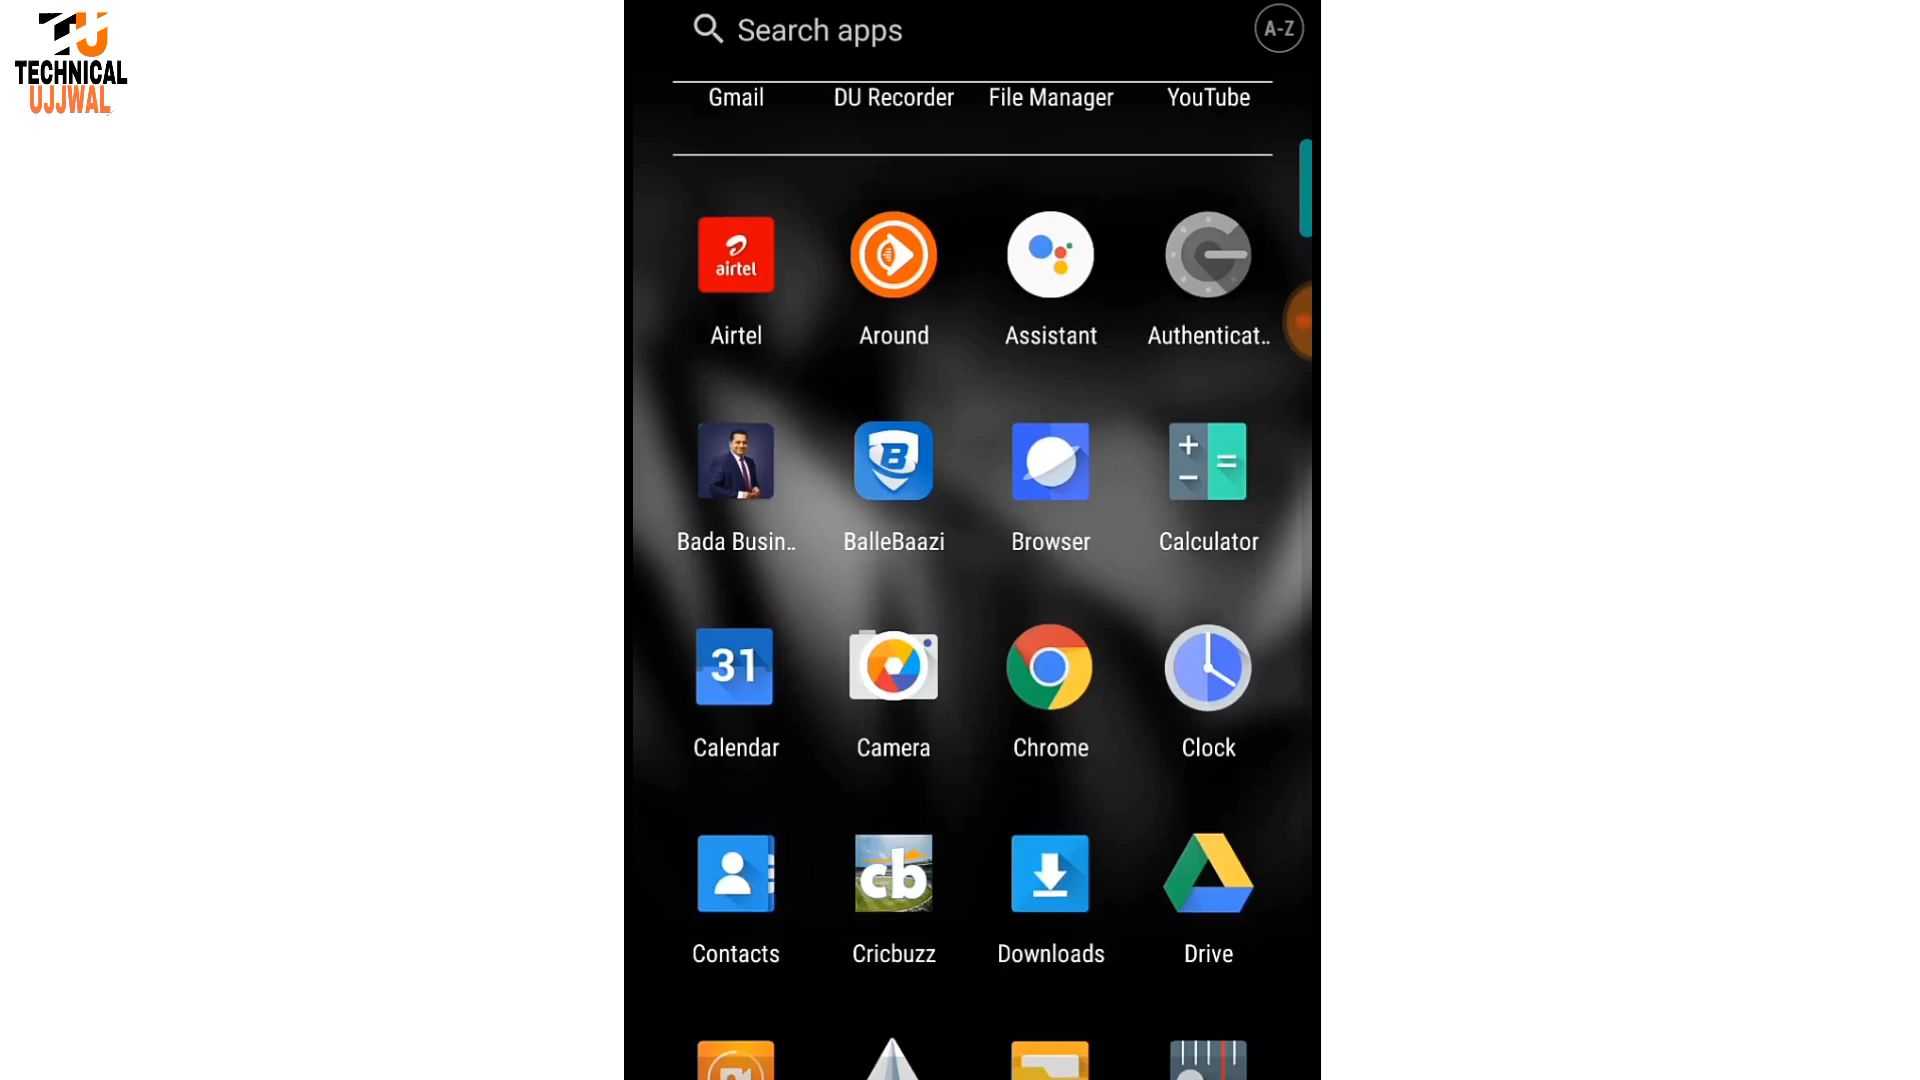 TU
TECHNICAL
UJJWAL
Search apps
A-Z
Gmail DU Recorder File Manager YouTube
airtel
Airtel Around Assistant Authenticat..
B
Bada Busin.. BalleBaazi Browser Calculator
31
Calendar Camera Chrome Clock
cb
Contacts Cricbuzz Downloads Drive